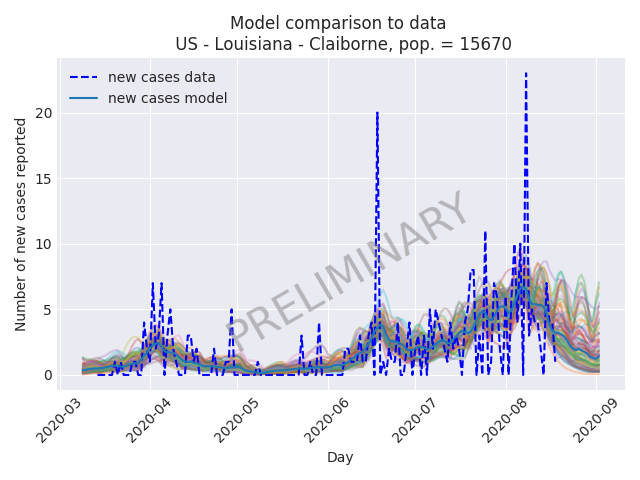 Model comparison to data
US - Louisiana - Claiborne, pop. = 15670
new cases data
new cases model
Number of new cases reported
20
15
10
5
0
PRELIMINARY
2020-03
2020-04
2020-05
2020-06
2020-07
2020-08
2020-09
Day